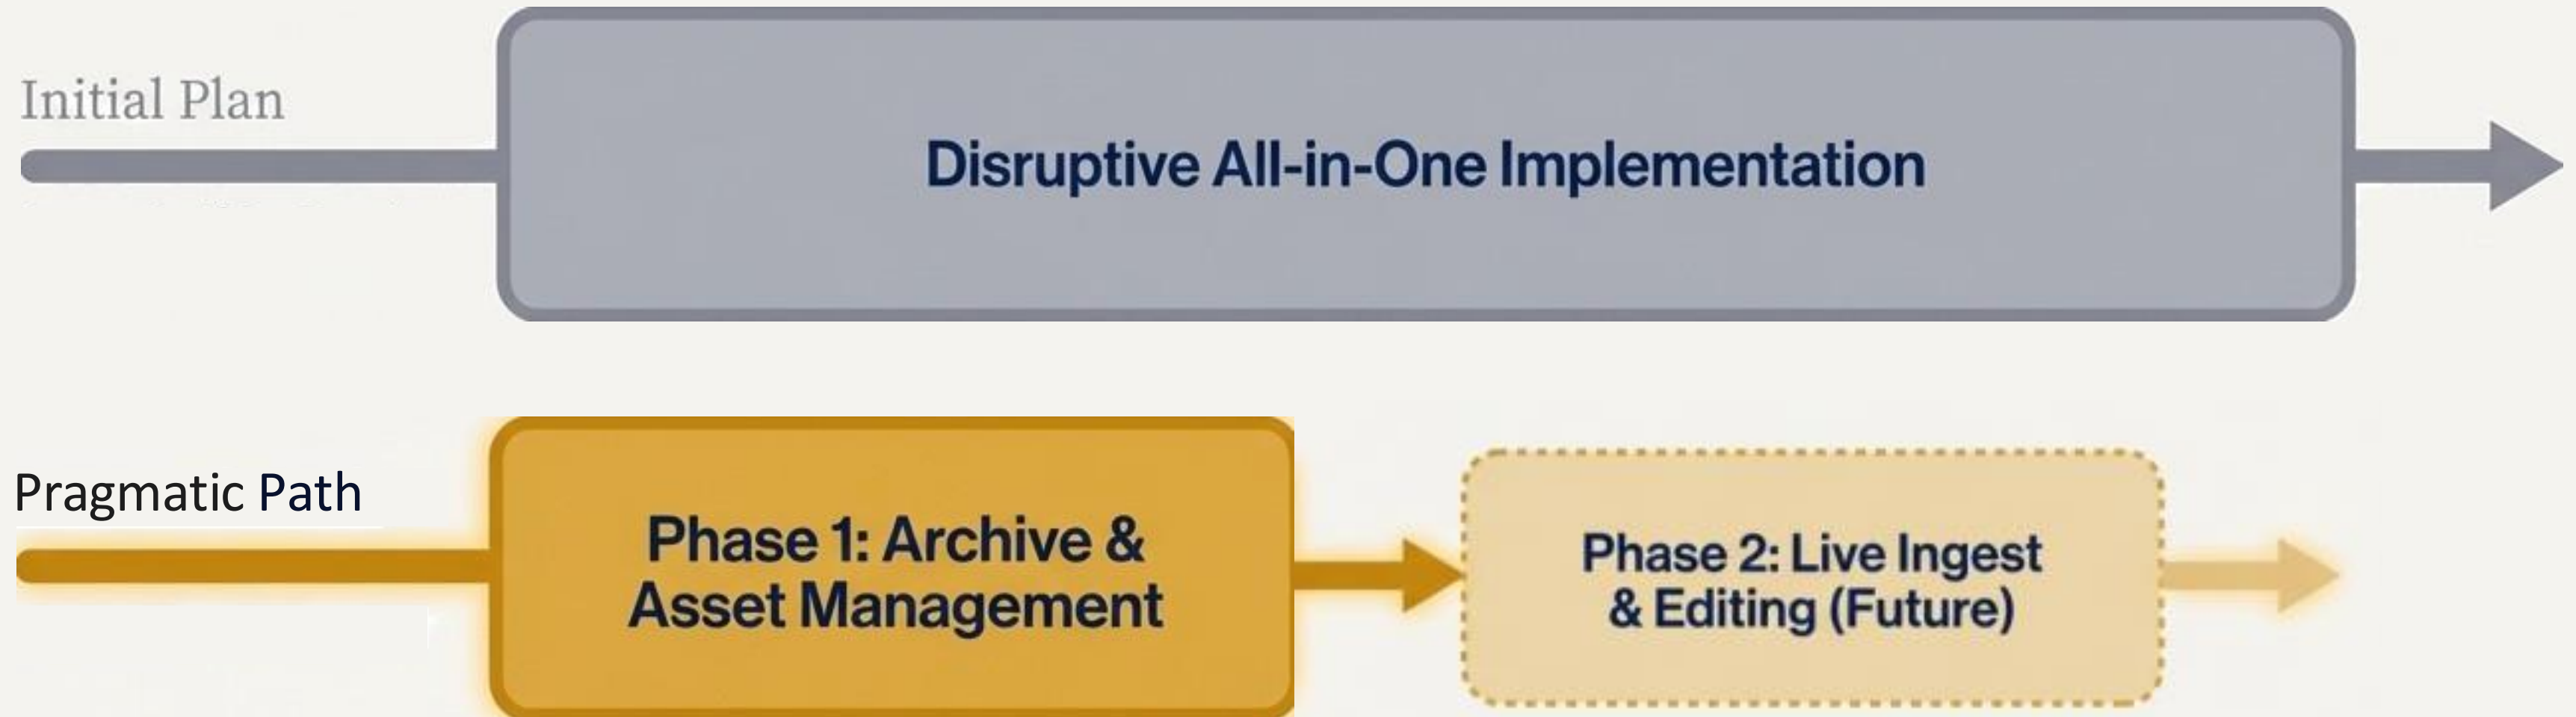 Initial Plan
Disruptive All-in-One Implementation
Pragmatic Path
Phase 1: Archive &
Asset Management
Phase 2: Live Ingest
& Editing (Future)